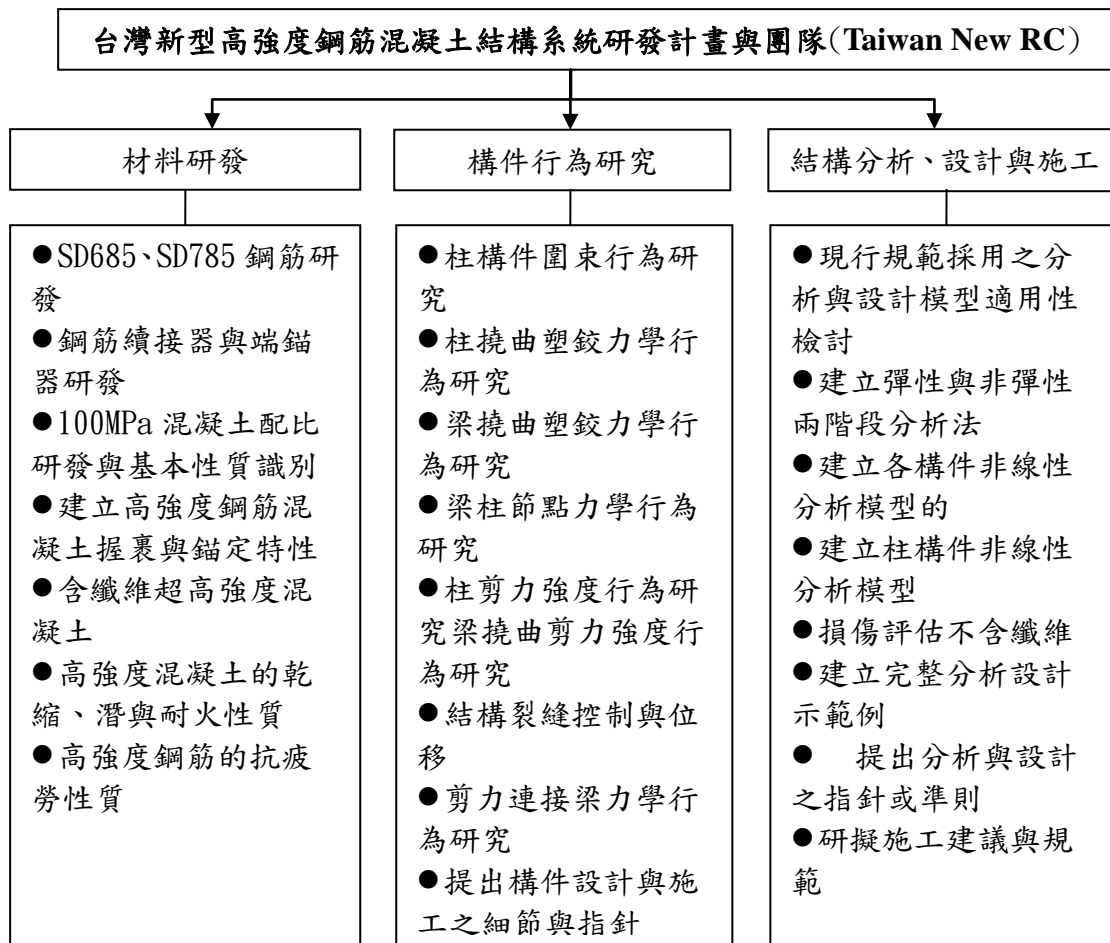 台灣新型高強度鋼筋混凝土結構系統研發計畫與團隊(Taiwan New RC)
材料研發
●SD685、SD785 鋼筋研
發
●鋼筋續接器與端錨
器研發
●100MPa 混凝土配比
研發與基本性質識別
●建立高強度鋼筋混
凝土握裹與錨定特性
●含纖維超高強度混
凝土
●高強度混凝土的乾
縮、潛與耐火性質
●高強度鋼筋的抗疲
勞性質
構件行為研究
●柱構件圍束行為研
究
●柱撓曲塑鉸力學行
為研究
●梁撓曲塑鉸力學行
為研究
●梁柱節點力學行為
研究
●柱剪力強度行為研
究梁撓曲剪力強度行
為研究
●結構裂縫控制與位
移
●剪力連接梁力學行
為研究
●提出構件設計與施
工之細節與指針
結構分析、設計與施工
●現行規範採用之分
析與設計模型適用性
檢討
●建立彈性與非彈性
兩階段分析法
●建立各構件非線性
分析模型的
●建立柱構件非線性
分析模型
●損傷評估不含纖維
●建立完整分析設計
示範例
● 提出分析與設計
之指針或準則
●研擬施工建議與規
範